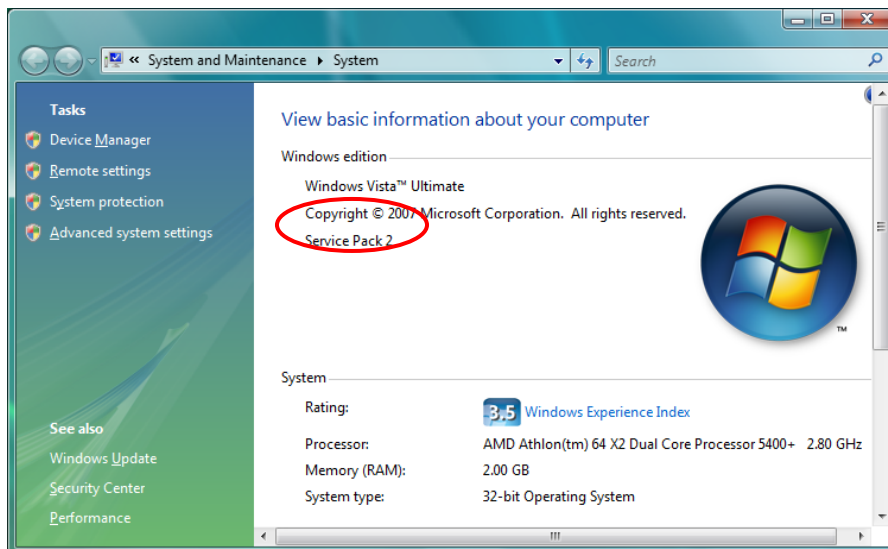 « System and Maintenance System
Search
Tasks
Device Manager
Remote settings
System protection
Advanced system settings
See also
Windows Update
Security Center
Performance
View basic information about your computer
Windows edition
Windows Vista™ Ultimate
Copyright © 2007 Microsoft Corporation. All rights reserved.
Service Pack 2
TM
System
Rating: 3.5 Windows Experience Index
Processor: AMD Athlon(tm) 64 X2 Dual Core Processor 5400+ 2.80 GHz
Memory (RAM): 2.00 GB
System type: 32-bit Operating System